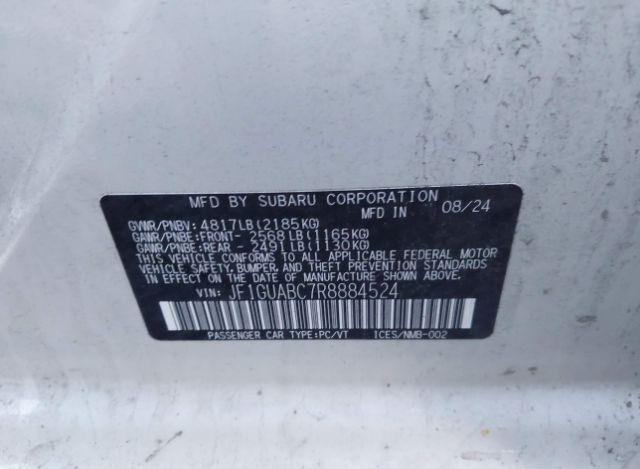 MFD BY SUBARU CORPORATION
MFD IN 08/24
GVWR/PNBV: 4817LB(2185KG)
GAWR/PNBE:FRONT- 2568LB(1165KG)
GAWR/PNBE:REAR - 2491LB(1130KG)
THIS VEHICLE CONFORMS TO ALL APPLICABLE FEDERAL MOTOR
VEHICLE SAFETY, BUMPER, AND THEFT PREVENTION STANDARDS
IN EFFECT ON THE DATE OF MANUFACTURE SHOWN ABOVE.
VIN: JF1GUABC7R8884524
PASSENGER CAR TYPE:PC/VT ICES/NMB-002